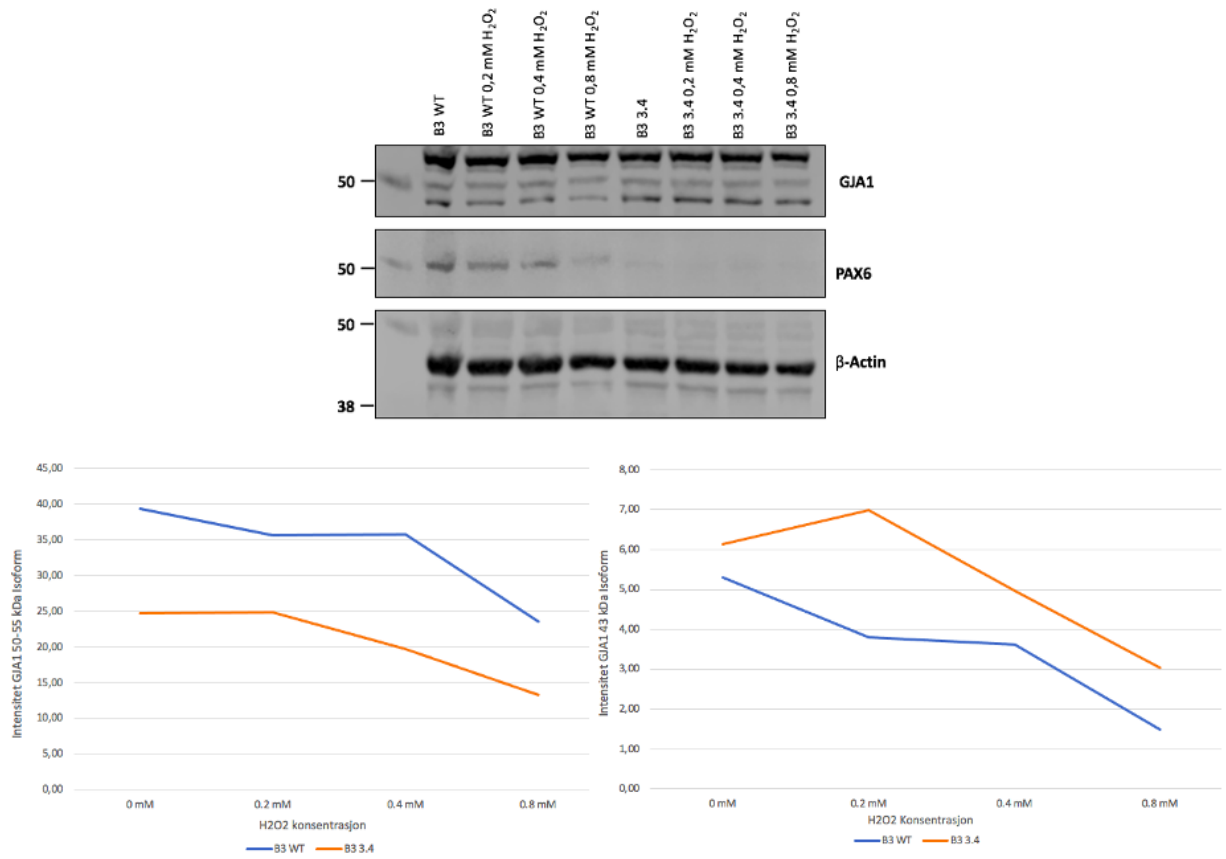 B3 WT
B3 WT 0,2 mM H₂O₂
B3 WT 0,4 mM H₂O₂
B3 WT 0,8 mM H₂O₂
B3 3.4
B3 3.4 0,2 mM H₂O₂
B3 3.4 0,4 mM H₂O₂
B3 3.4 0,8 mM H₂O₂
50
GJA1
50
PAX6
50
β-Actin
38
Intensitet GJA1 50-55 kDa Isoform
45,00
40,00
35,00
30,00
25,00
20,00
15,00
10,00
5,00
0,00
0 mM
0.2 mM
0.4 mM
0.8 mM
H2O2 konsentrasjon
B3 WT
B3 3.4
Intensitet GJA1 43 kDa Isoform
8,00
7,00
6,00
5,00
4,00
3,00
2,00
1,00
0,00
0 mM
0.2 mM
0.4 mM
0.8 mM
H2O2 Konsentrasjon
B3 WT
B3 3.4